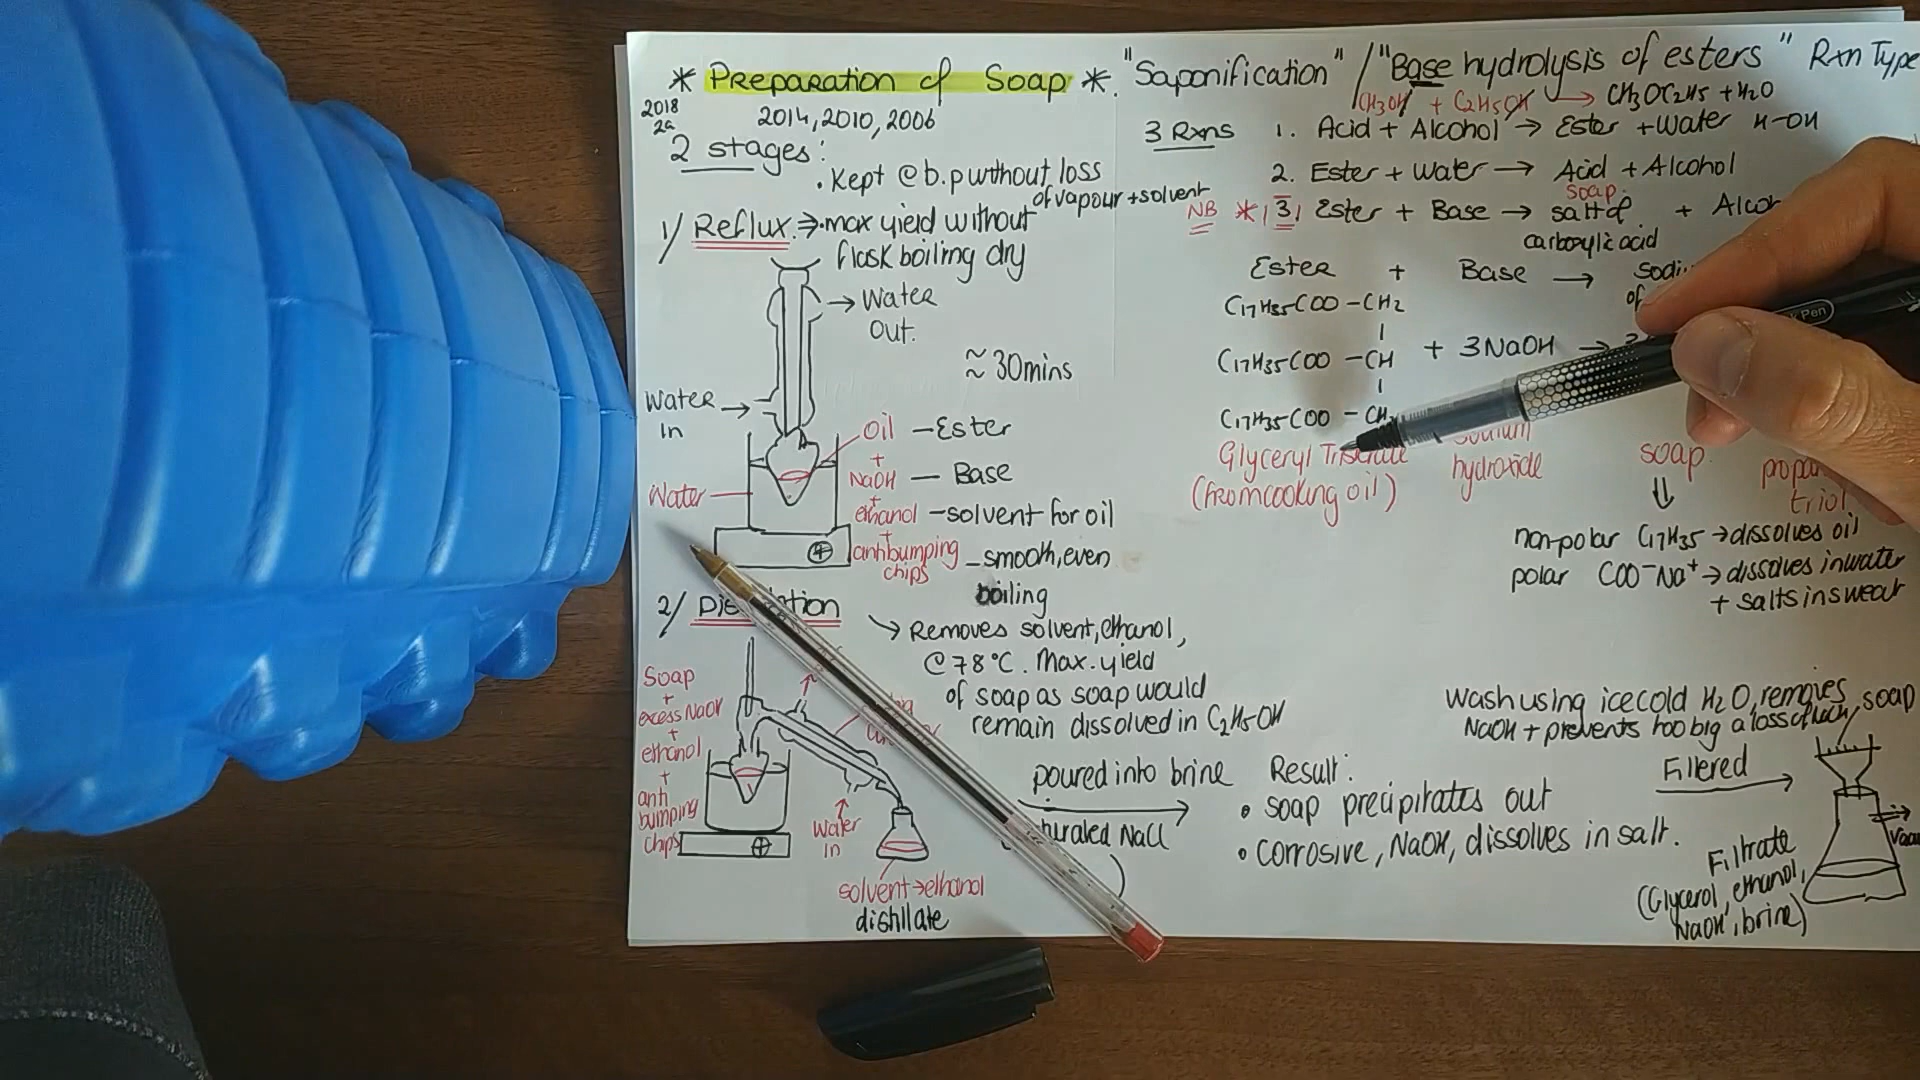 * Preparation of Soap *. "Saponification" / "Base hydrolysis of esters" Rxn Type
2018
2a
2014, 2010, 2006
2 stages:
1/ Reflux. ⇒ • max yield without
flask boiling dry
• Kept @ b.p without loss
of vapour + solvent
→ Water
Out.
≈ 30mins
Water →
In
Oil — Ester
+
NaOH — Base
+
ethanol — solvent for oil
+
antibumping — smooth, even
chips
boiling
Water
2/
→ Removes solvent, ethanol,
@ 78°C. Max. yield
of soap as soap would
remain dissolved in C2H5OH
Soap
+
excess NaOH
+
ethanol
+
anti
bumping
chips
Water
In
solvent → ethanol
distillate
poured into brine
NaCl
Result:
• soap precipitates out
• corrosive, NaOH, dissolves in salt.
+ C2H5OH → CH3OC2H5 + H2O
3 Rxns 1. Acid + Alcohol → Ester + Water H-OH
2. Ester + Water → Acid + Alcohol
NB * |3| Ester + Base → salt of +
soap.
carboxylic acid
Ester + Base →
C17H35COO – CH2
C17H35COO – CH + 3NaOH →
C17H35COO –
Glyceryl
(from cooking oil)
hydroxide
soap
triol
non-polar C17H35 → dissolves oil
polar COO⁻Na⁺ → dissolves in water
+ salts in sweat
Wash using icecold H2O, removes
NaOH + prevents too big a loss of
soap
Filtered
Filtrate
(Glycerol, ethanol,
NaOH, brine)
Pen